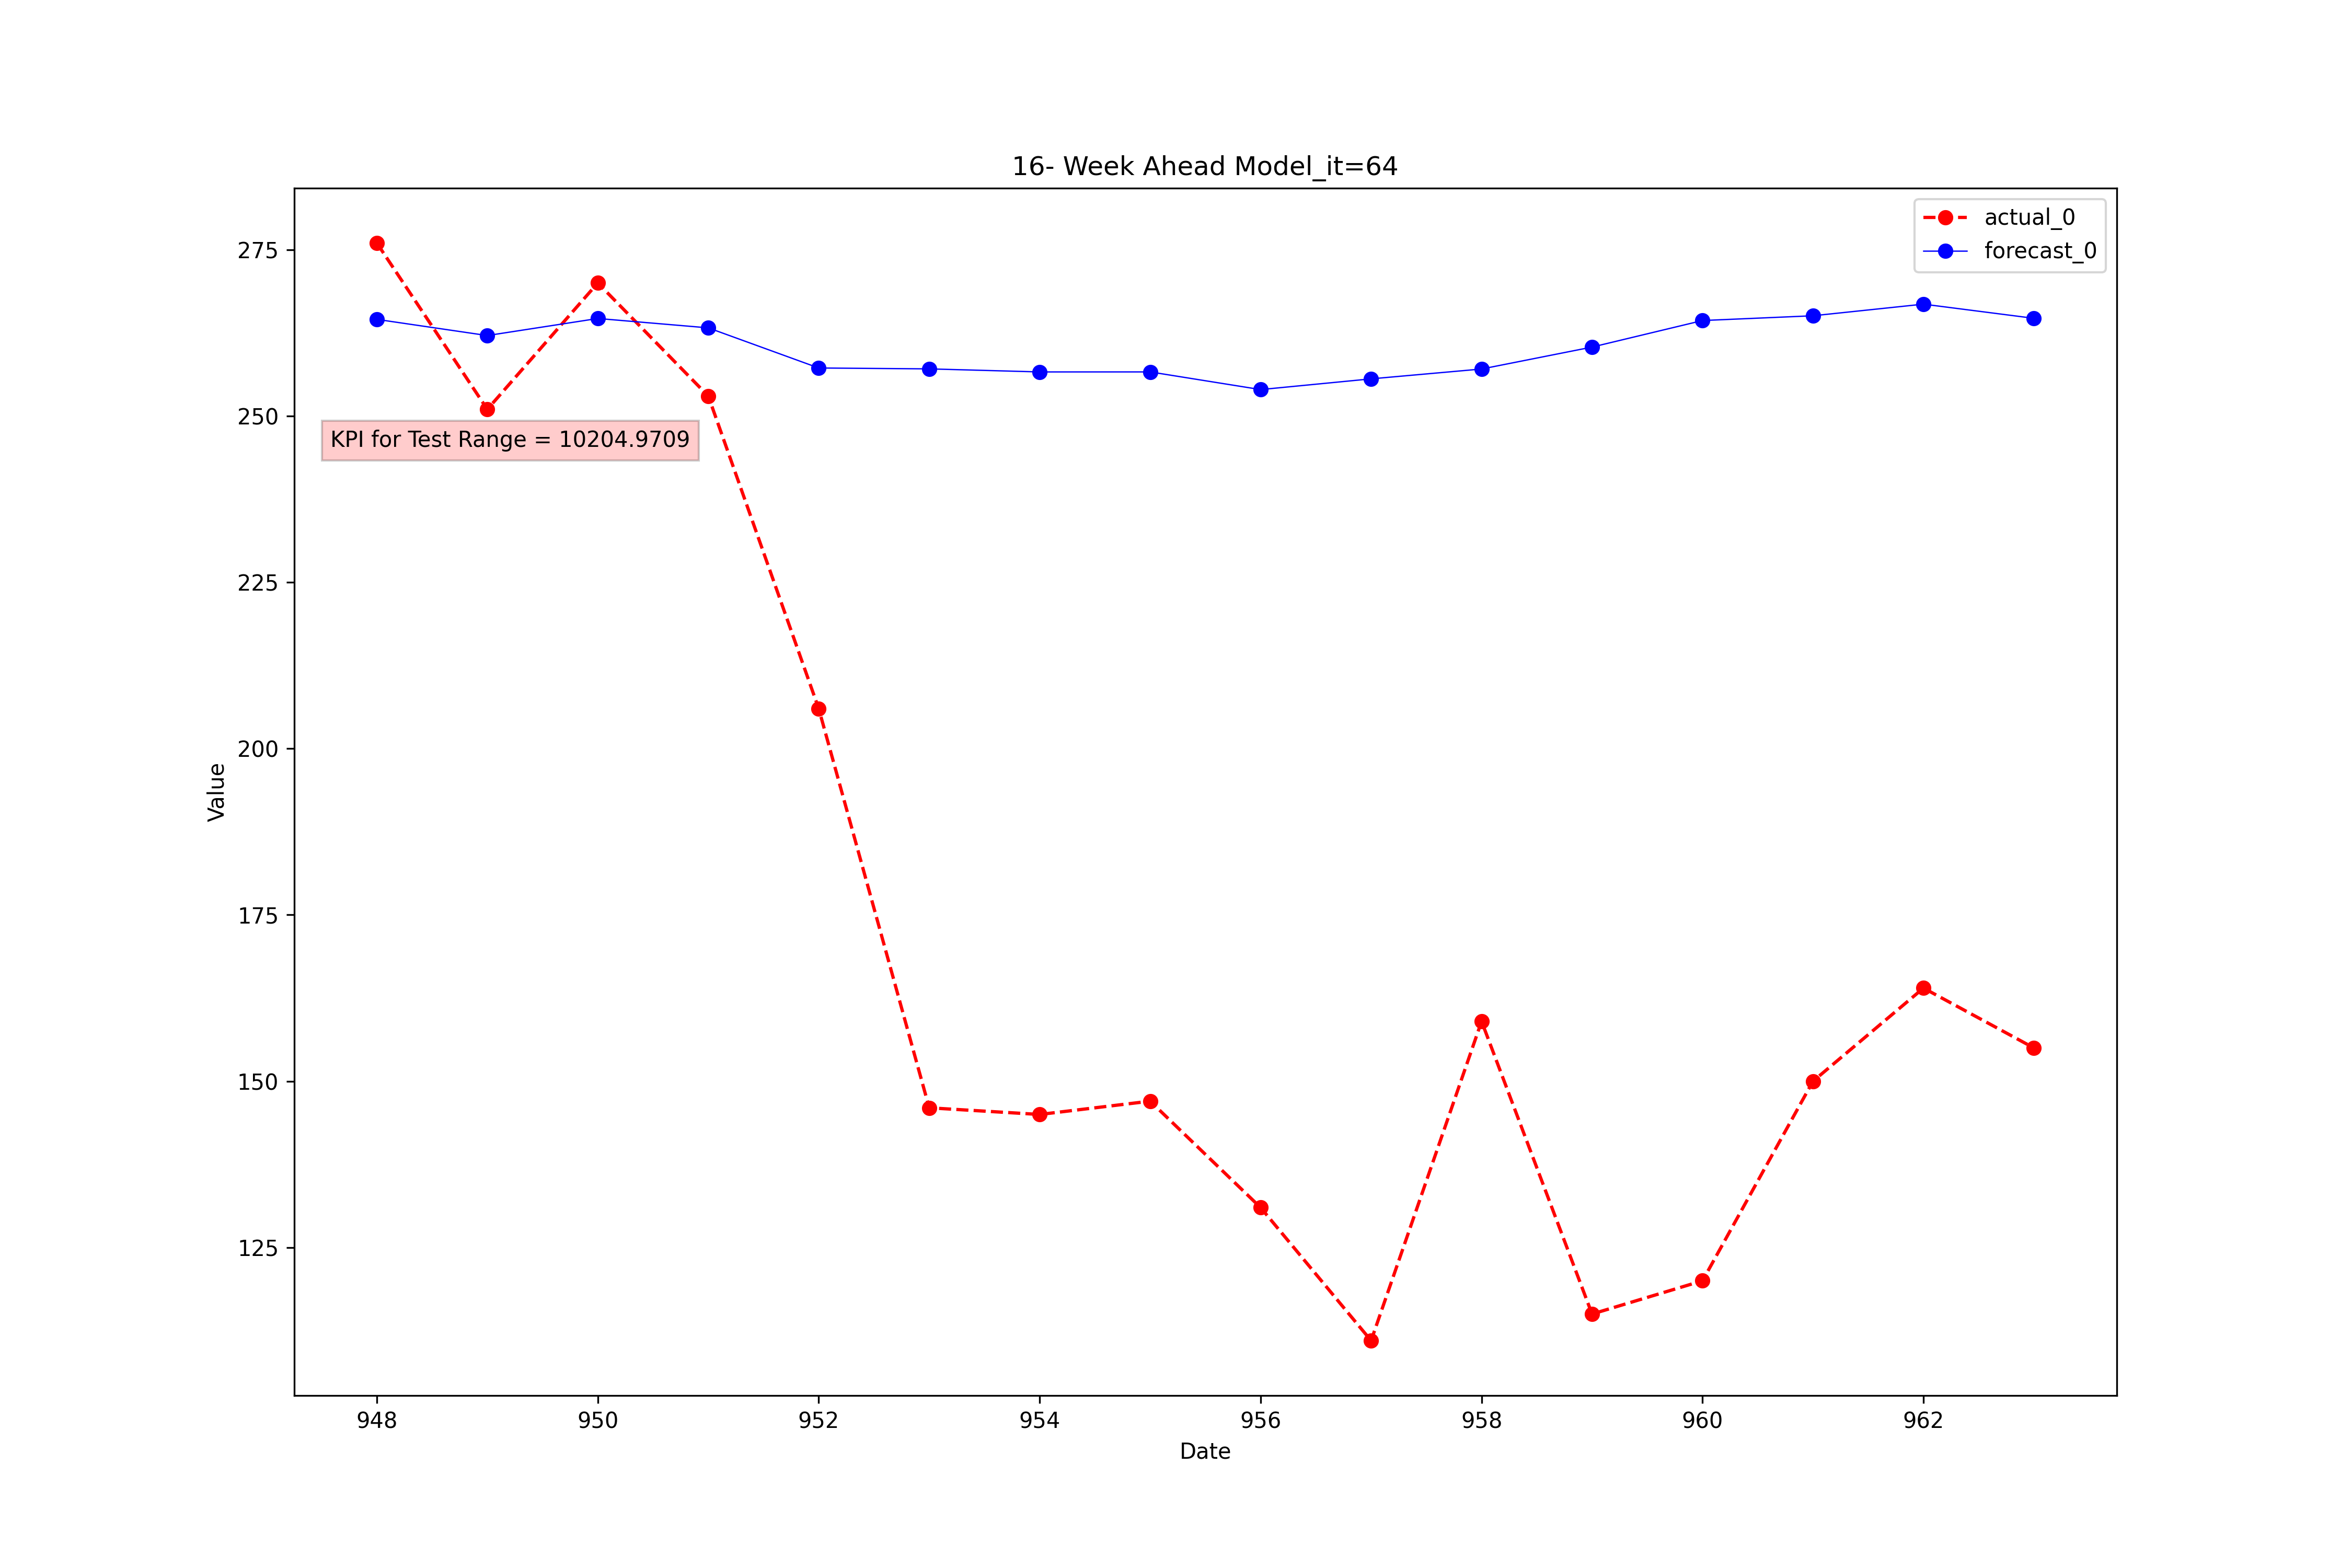 16- Week Ahead Model_it=64
actual_0
forecast_0
KPI for Test Range = 10204.9709
Value
275
250
225
200
175
150
125
948 950 952 954 956 958 960 962
Date